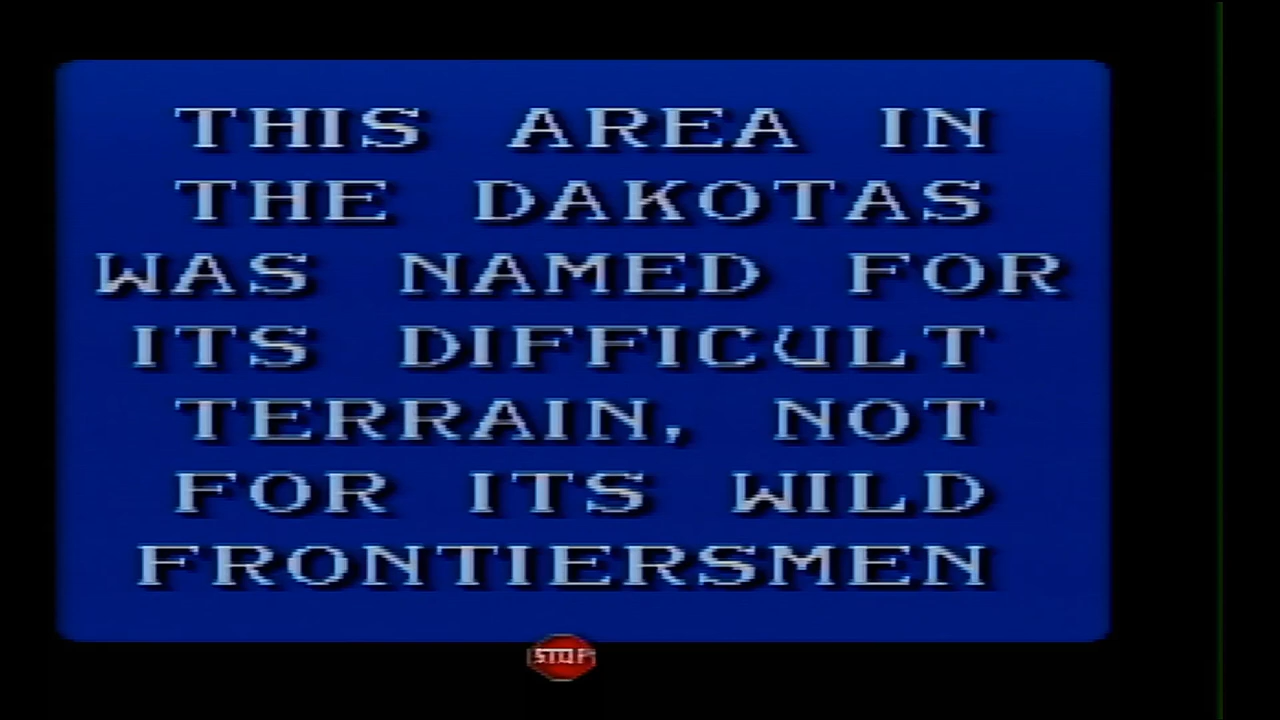 THIS AREA IN
THE DAKOTAS
WAS NAMED FOR
ITS DIFFICULT
TERRAIN, NOT
FOR ITS WILD
FRONTIERSMEN
STOP